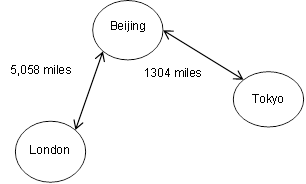 Beijing
5,058 miles
1304 miles
Tokyo
London